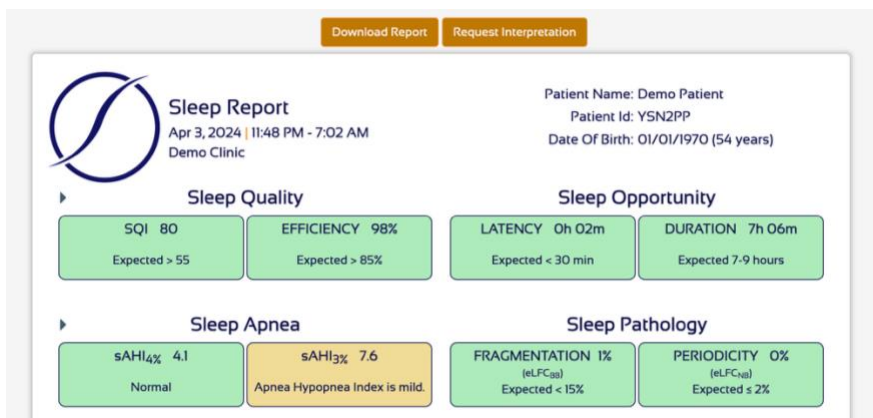 Download Report
Request Interpretation
Sleep Report
Apr 3, 2024 | 11:48 PM - 7:02 AM
Demo Clinic
Patient Name: Demo Patient
Patient Id: YSN2PP
Date Of Birth: 01/01/1970 (54 years)
Sleep Quality
SQI 80
Expected > 55
EFFICIENCY 98%
Expected > 85%
Sleep Opportunity
LATENCY 0h 02m
Expected < 30 min
DURATION 7h 06m
Expected 7-9 hours
Sleep Apnea
sAHI4% 4.1
Normal
sAHI3% 7.6
Apnea Hypopnea Index is mild.
Sleep Pathology
FRAGMENTATION 1%
(eLFCBB)
Expected < 15%
PERIODICITY 0%
(eLFCNB)
Expected ≤ 2%